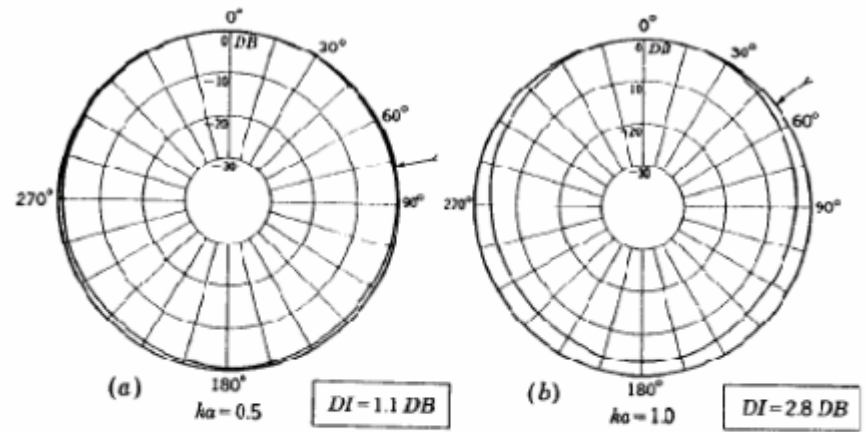 0°
0 DB
30°
-10
60°
-20
-30
270°
90°
(a)
180°
ka = 0.5
DI = 1.1 DB
0°
0 DB
30°
10
60°
-20
-30
270°
90°
(b)
180°
ka = 1.0
DI = 2.8 DB